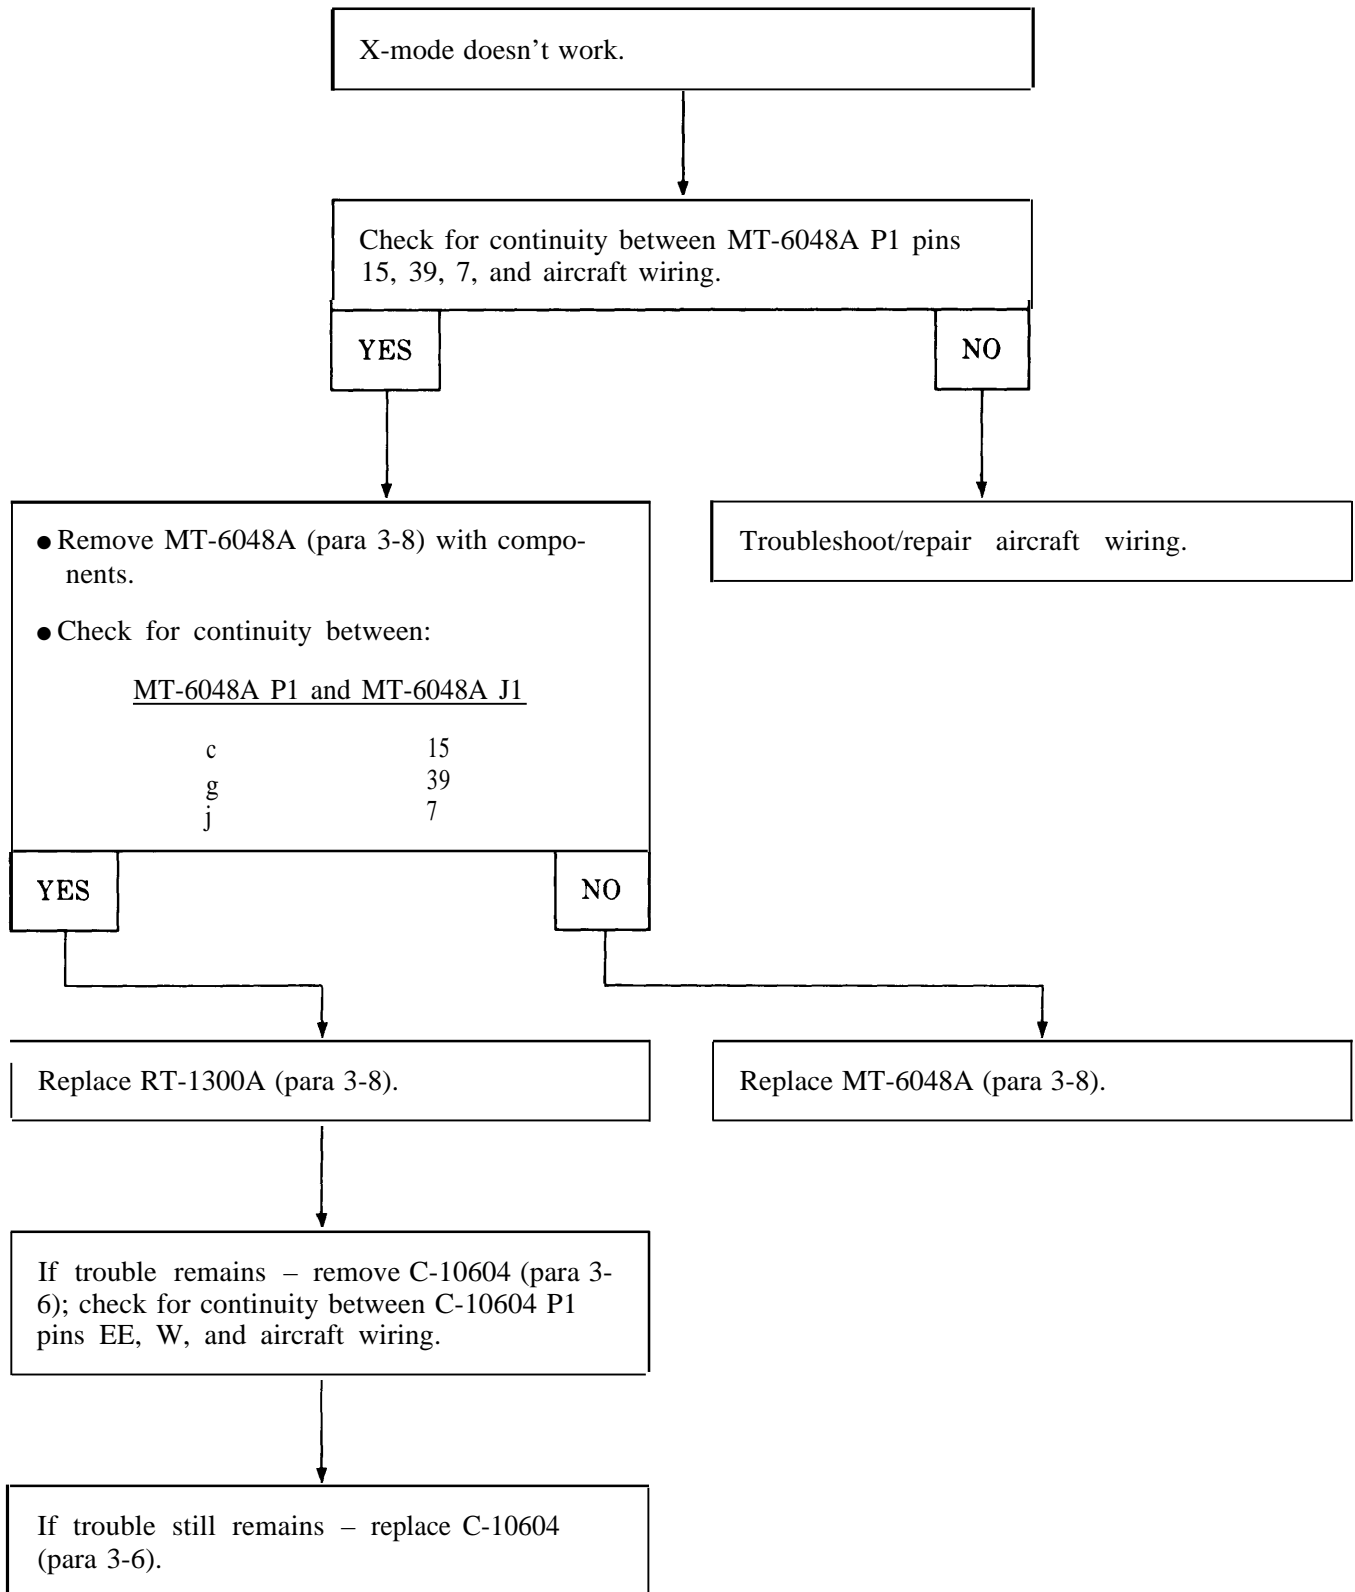 X-mode doesn’t work.
Check for continuity between MT-6048A P1 pins
15, 39, 7, and aircraft wiring.
YES
NO
● Remove MT-6048A (para 3-8) with compo-
nents.
● Check for continuity between:
MT-6048A P1 and MT-6048A J1
c 15
g 39
j 7
Troubleshoot/repair aircraft wiring.
YES
NO
Replace RT-1300A (para 3-8).
Replace MT-6048A (para 3-8).
If trouble remains – remove C-10604 (para 3-
6); check for continuity between C-10604 P1
pins EE, W, and aircraft wiring.
If trouble still remains – replace C-10604
(para 3-6).